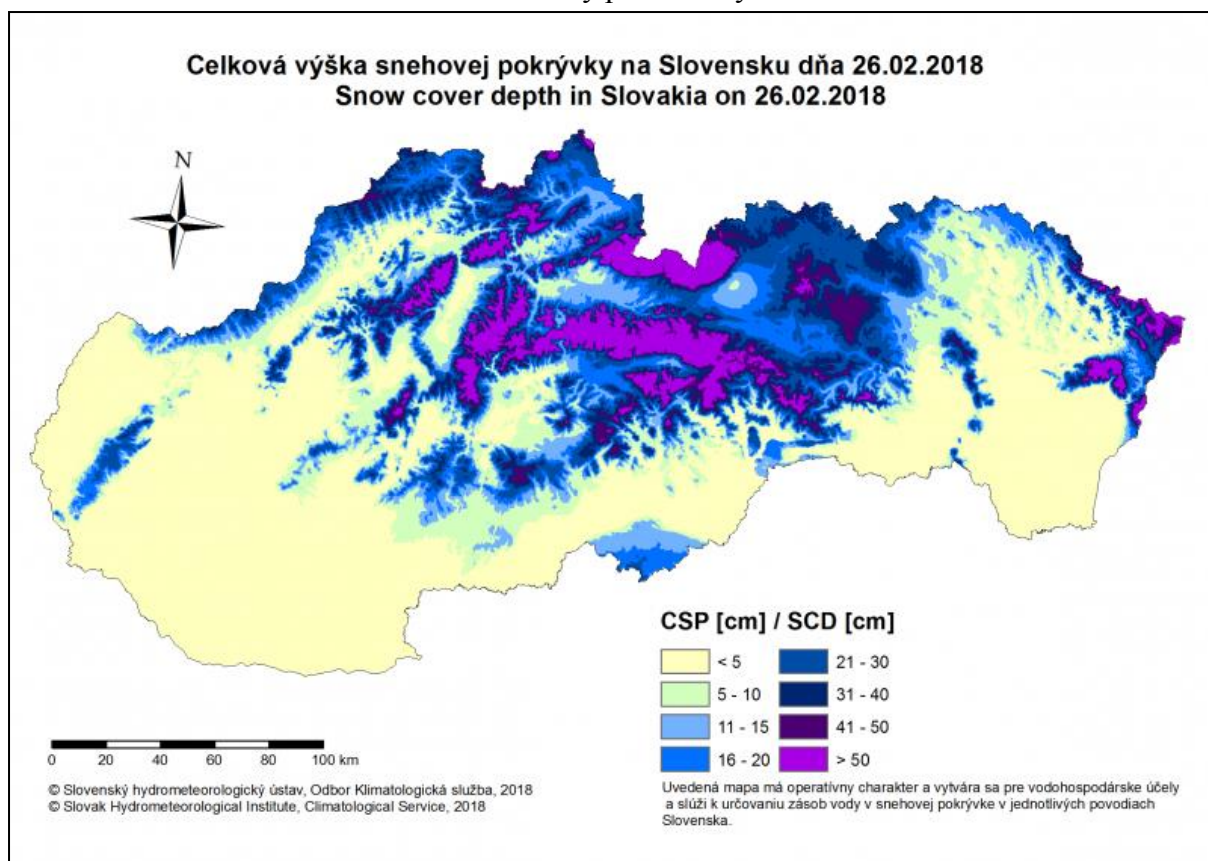 Celková výška snehovej pokrývky na Slovensku dňa 26.02.2018
Snow cover depth in Slovakia on 26.02.2018
N
CSP [cm] / SCD [cm]
< 5
21 - 30
5 - 10
31 - 40
11 - 15
41 - 50
16 - 20
> 50
0 20 40 60 80 100 km
© Slovenský hydrometeorologický ústav, Odbor Klimatologická služba, 2018
© Slovak Hydrometeorological Institute, Climatological Service, 2018
Uvedená mapa má operatívny charakter a vytvára sa pre vodohospodárske účely
a slúži k určovaniu zásob vody v snehovej pokrývke v jednotlivých povodiach
Slovenska.